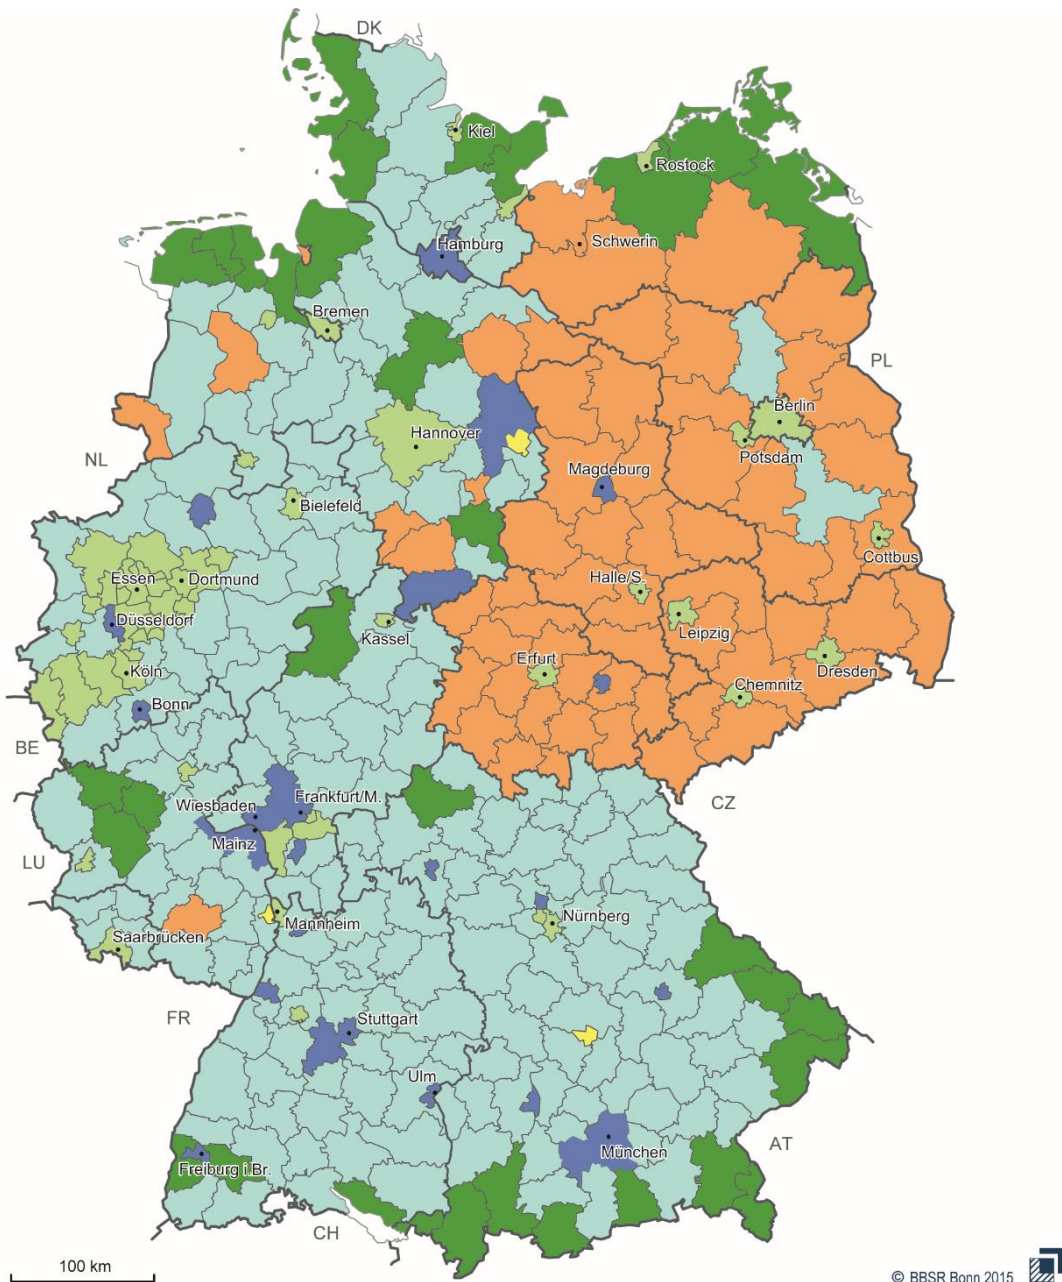 DK
Kiel
Rostock
Hamburg
Schwerin
Bremen
PL
Berlin
Hannover
Potsdam
NL
Magdeburg
Bielefeld
Cottbus
Essen
Dortmund
Halle/S.
Düsseldorf
Leipzig
Kassel
Köln
Erfurt
Dresden
Chemnitz
Bonn
BE
Wiesbaden
Frankfurt/M.
CZ
Mainz
LU
Mannheim
Nürnberg
Saarbrücken
FR
Stuttgart
Ulm
AT
München
Freiburg i.Br.
CH
100 km
© BBSR Bonn 2015